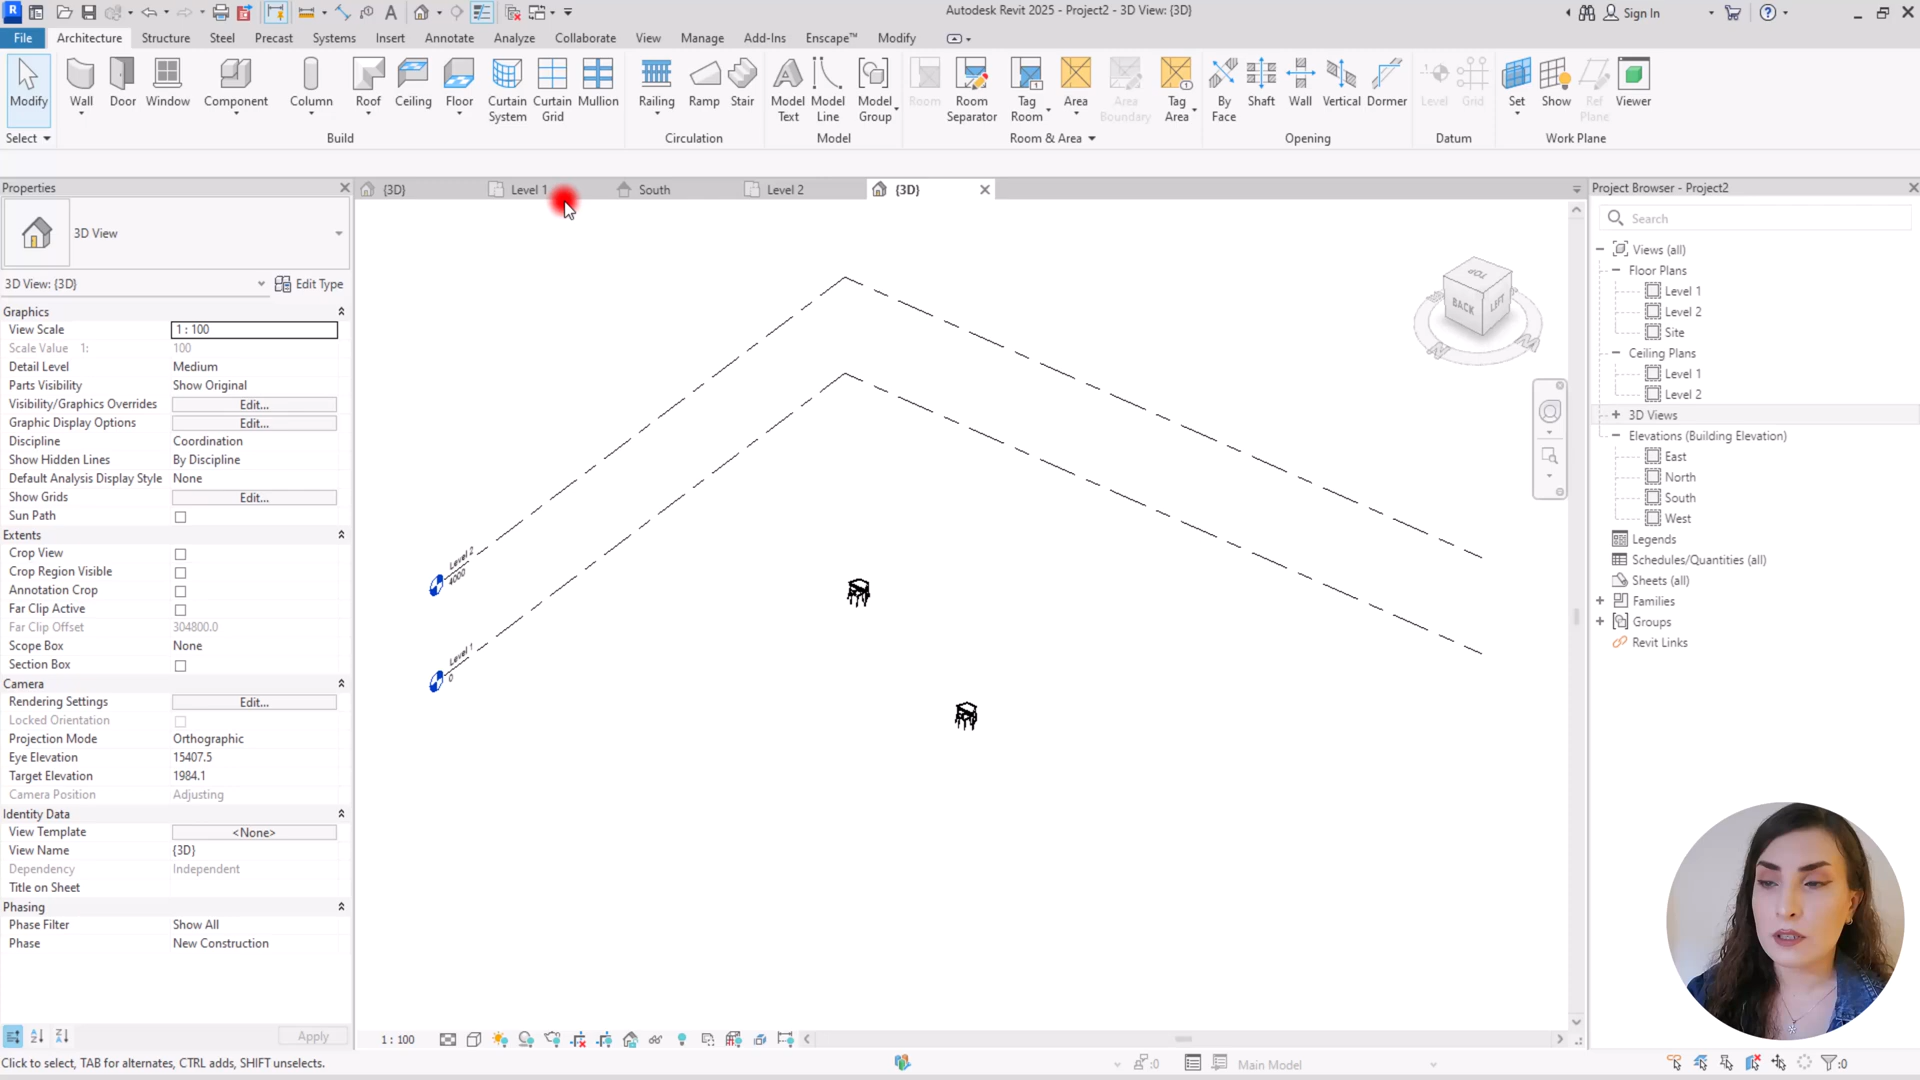 Autodesk Revit 2025 - Project2 - 3D View: {3D}
Sign In
File
Architecture
Structure
Steel
Precast
Systems
Insert
Annotate
Analyze
Collaborate
View
Manage
Add-Ins
Enscape™
Modify
Modify
Wall
Door
Window
Component
Column
Roof
Ceiling
Floor
Curtain System
Curtain Grid
Mullion
Railing
Ramp
Stair
Model Text
Model Line
Model Group
Room
Room Separator
Tag Room
Area
Area Boundary
Tag Area
By Face
Shaft
Wall
Vertical
Dormer
Level
Grid
Set
Show
Ref Plane
Viewer
Select
Build
Circulation
Model
Room & Area
Opening
Datum
Work Plane
Properties
{3D}
Level 1
South
Level 2
{3D}
Project Browser - Project2
3D View
3D View: {3D}
Edit Type
Graphics
View Scale 1 : 100
Scale Value 1: 100
Detail Level Medium
Parts Visibility Show Original
Visibility/Graphics Overrides Edit...
Graphic Display Options Edit...
Discipline Coordination
Show Hidden Lines By Discipline
Default Analysis Display Style None
Show Grids Edit...
Sun Path
Extents
Crop View
Crop Region Visible
Annotation Crop
Far Clip Active
Far Clip Offset 304800.0
Scope Box None
Section Box
Camera
Rendering Settings Edit...
Locked Orientation
Projection Mode Orthographic
Eye Elevation 15407.5
Target Elevation 1984.1
Camera Position Adjusting
Identity Data
View Template <None>
View Name {3D}
Dependency Independent
Title on Sheet
Phasing
Phase Filter Show All
Phase New Construction
Apply
Level 2
4000
Level 1
0
TOP
BACK
LEFT
Search
Views (all)
Floor Plans
Level 1
Level 2
Site
Ceiling Plans
Level 1
Level 2
3D Views
Elevations (Building Elevation)
East
North
South
West
Legends
Schedules/Quantities (all)
Sheets (all)
Families
Groups
Revit Links
1 : 100
Click to select, TAB for alternates, CTRL adds, SHIFT unselects.
:0
Main Model
:0